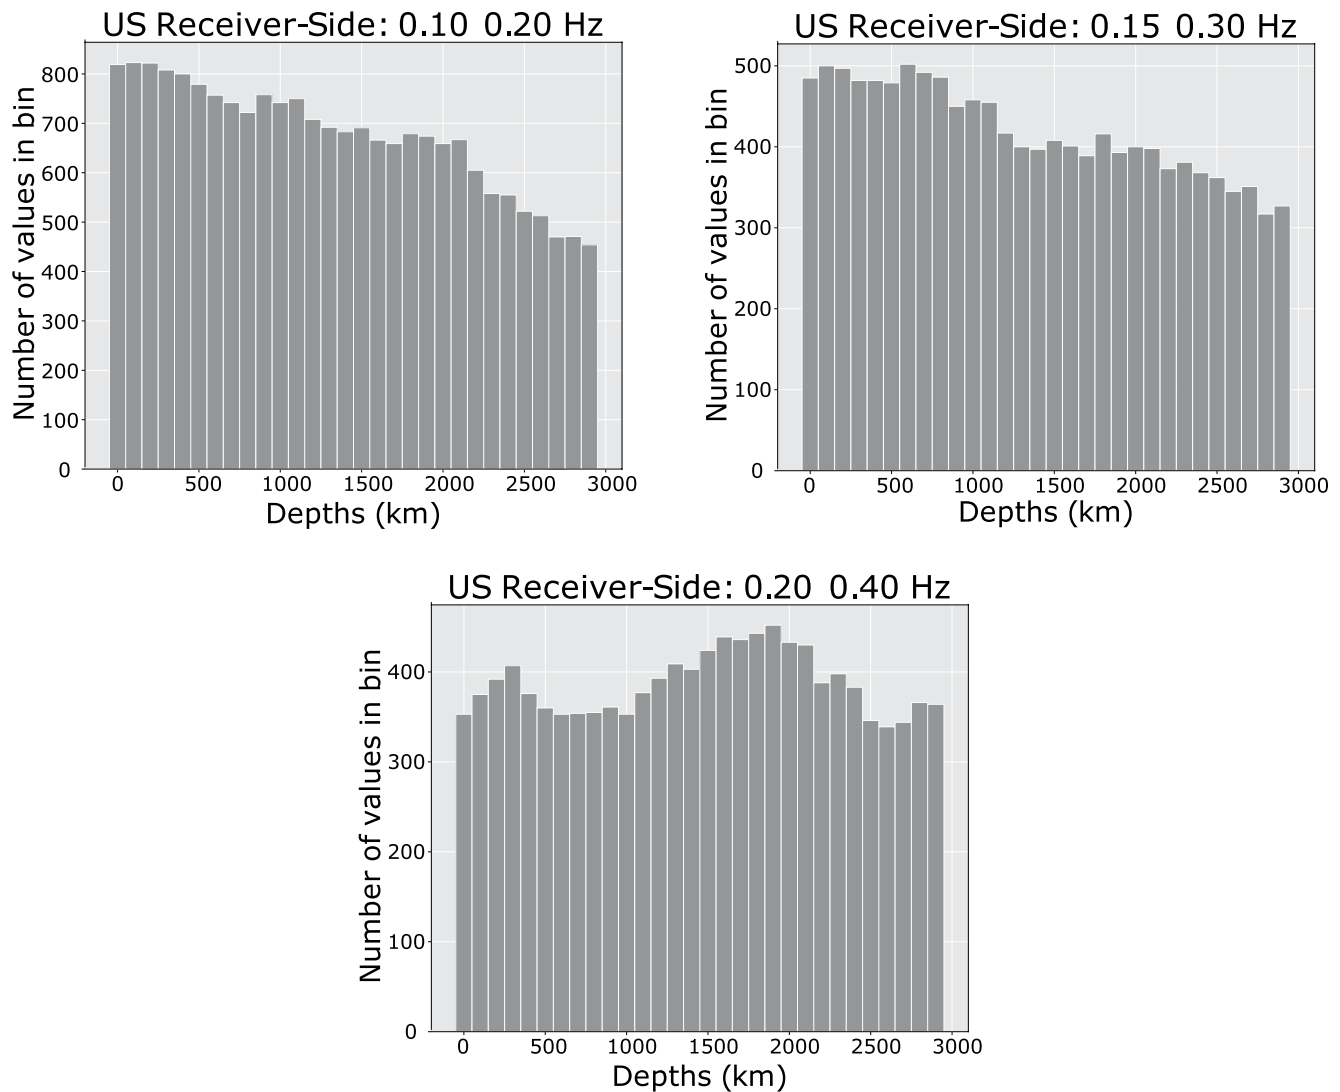 US Receiver-Side: 0.10 0.20 Hz
Number of values in bin
800
700
600
500
400
300
200
100
0
0 500 1000 1500 2000 2500 3000
Depths (km)
US Receiver-Side: 0.15 0.30 Hz
Number of values in bin
500
400
300
200
100
0
0 500 1000 1500 2000 2500 3000
Depths (km)
US Receiver-Side: 0.20 0.40 Hz
Number of values in bin
400
300
200
100
0
0 500 1000 1500 2000 2500 3000
Depths (km)